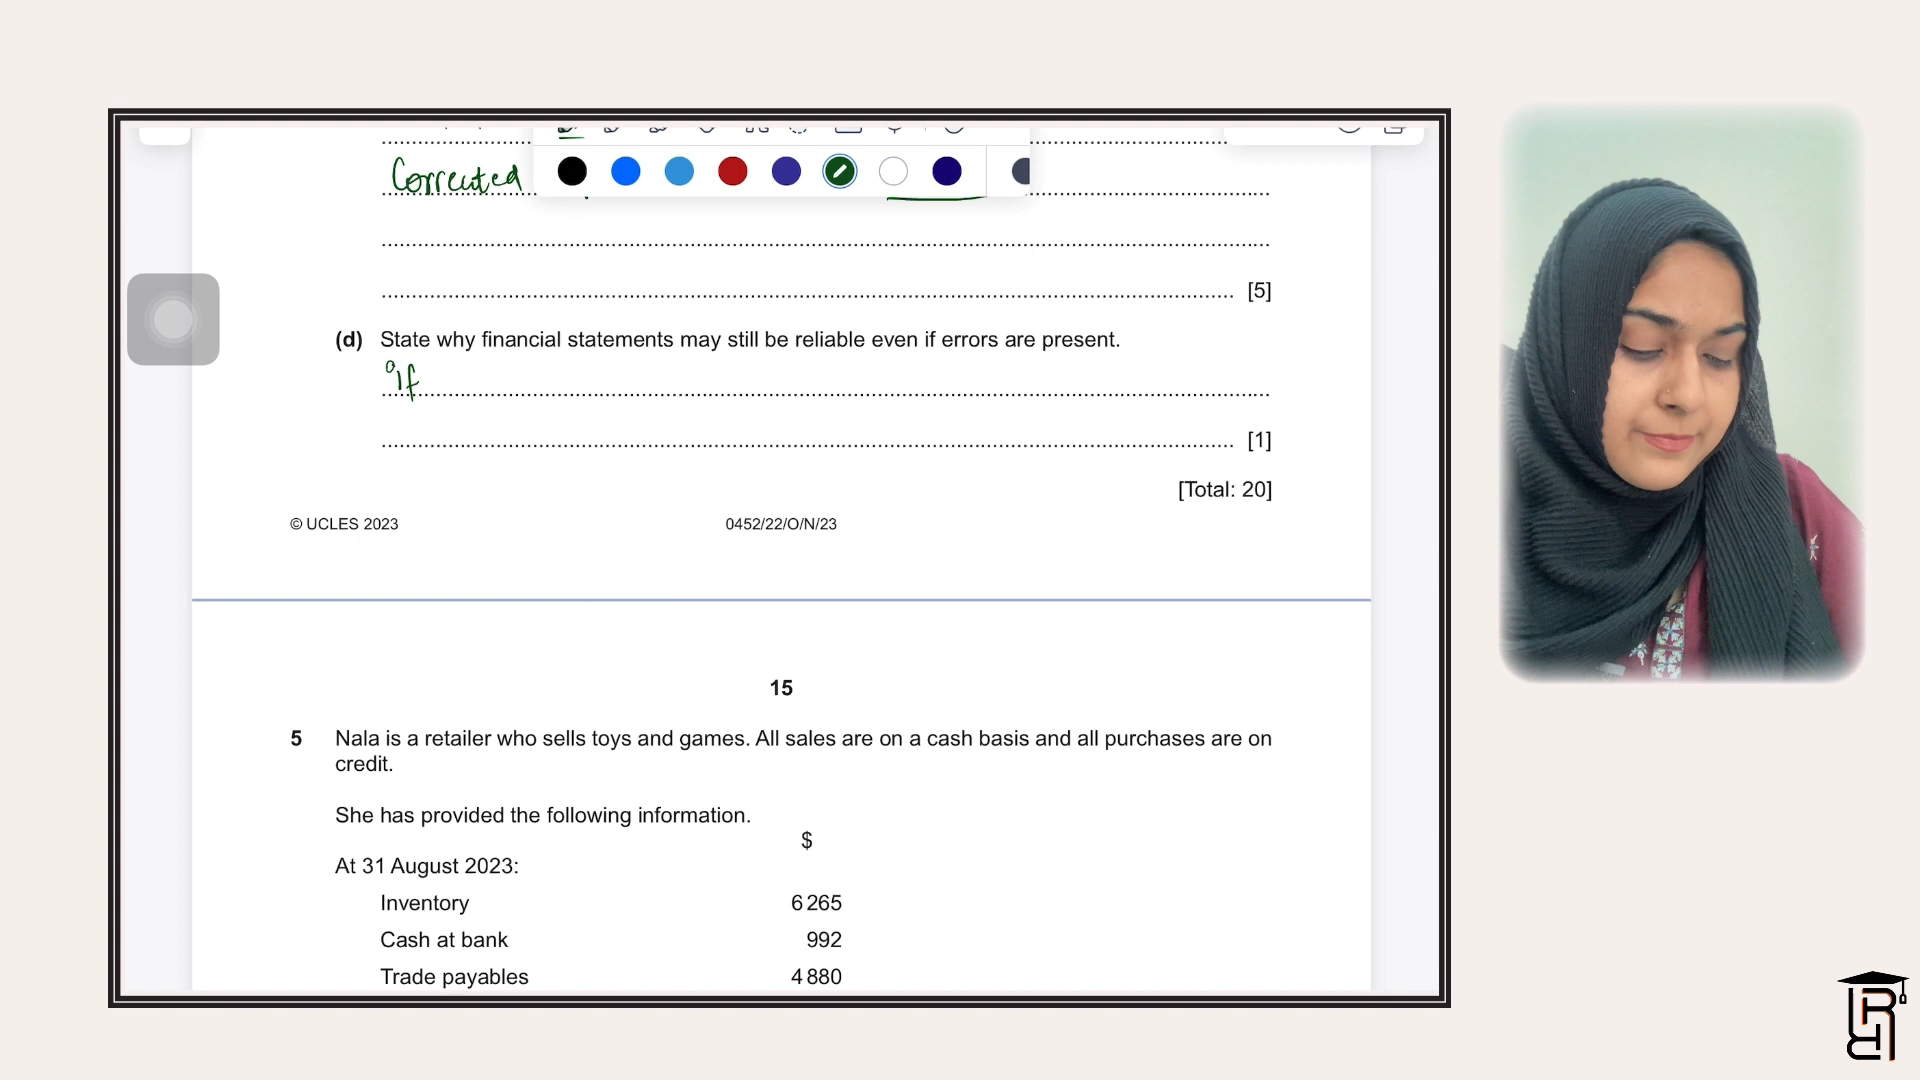 Corrected
[5]
(d) State why financial statements may still be reliable even if errors are present.
If
[1]
[Total: 20]
© UCLES 2023 0452/22/O/N/23
15
5 Nala is a retailer who sells toys and games. All sales are on a cash basis and all purchases are on
credit.
She has provided the following information.
$
At 31 August 2023:
Inventory 6 265
Cash at bank 992
Trade payables 4 880